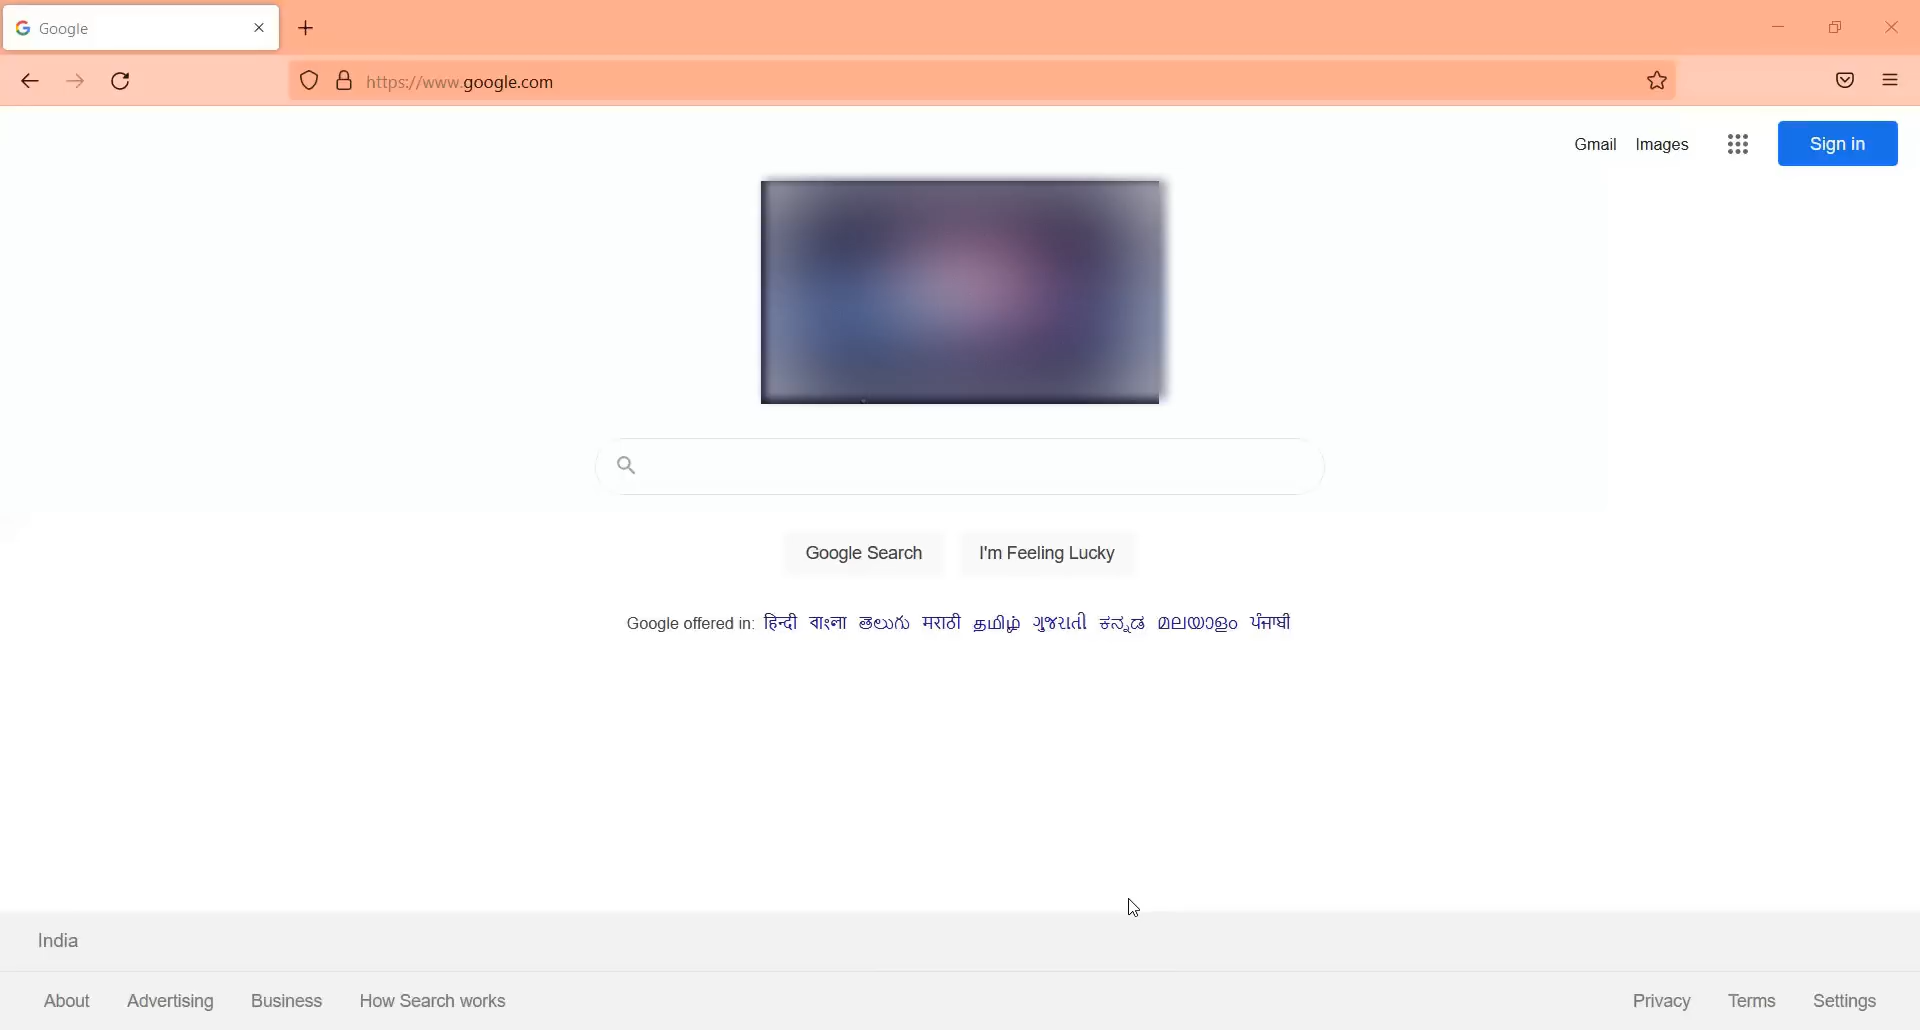 Google
https://www.google.com
Gmail Images Sign in
Google Search I'm Feeling Lucky
Google offered in: हिन्दी বাংলা తెలుగు मराठी தமிழ் ગુજરાતી ಕನ್ನಡ മലയാളം ਪੰਜਾਬੀ
India
About Advertising Business How Search works Privacy Terms Settings